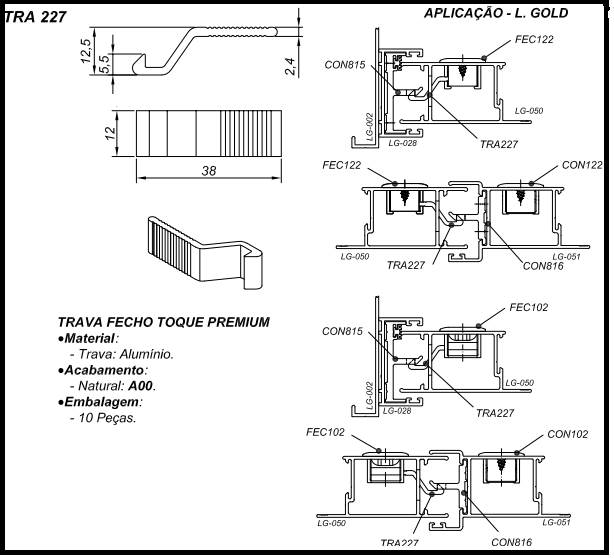 TRA 227
12,5
5,5
2,4
12
38
TRAVA FECHO TOQUE PREMIUM
●Material:
- Trava: Alumínio.
●Acabamento:
- Natural: A00.
●Embalagem:
- 10 Peças.
APLICAÇÃO - L. GOLD
FEC122
CON815
LG-050
LG-002
LG-028
TRA227
FEC122
CON122
LG-050
LG-051
TRA227
CON816
FEC102
CON815
LG-050
LG-002
LG-028
TRA227
FEC102
CON102
LG-050
LG-051
TRA227
CON816